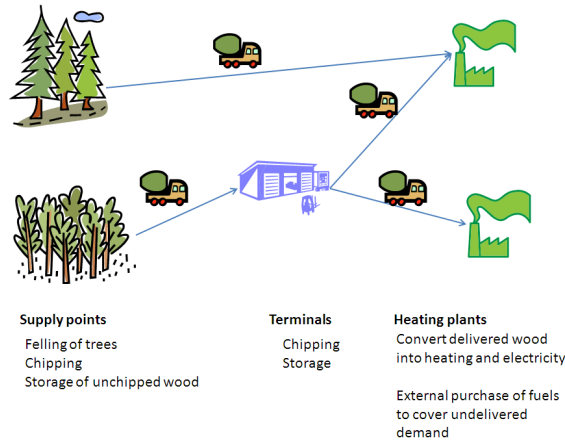 Supply points
Felling of trees
Chipping
Storage of unchipped wood
Terminals
Chipping
Storage
Heating plants
Convert delivered wood
into heating and electricity
External purchase of fuels
to cover undelivered
demand